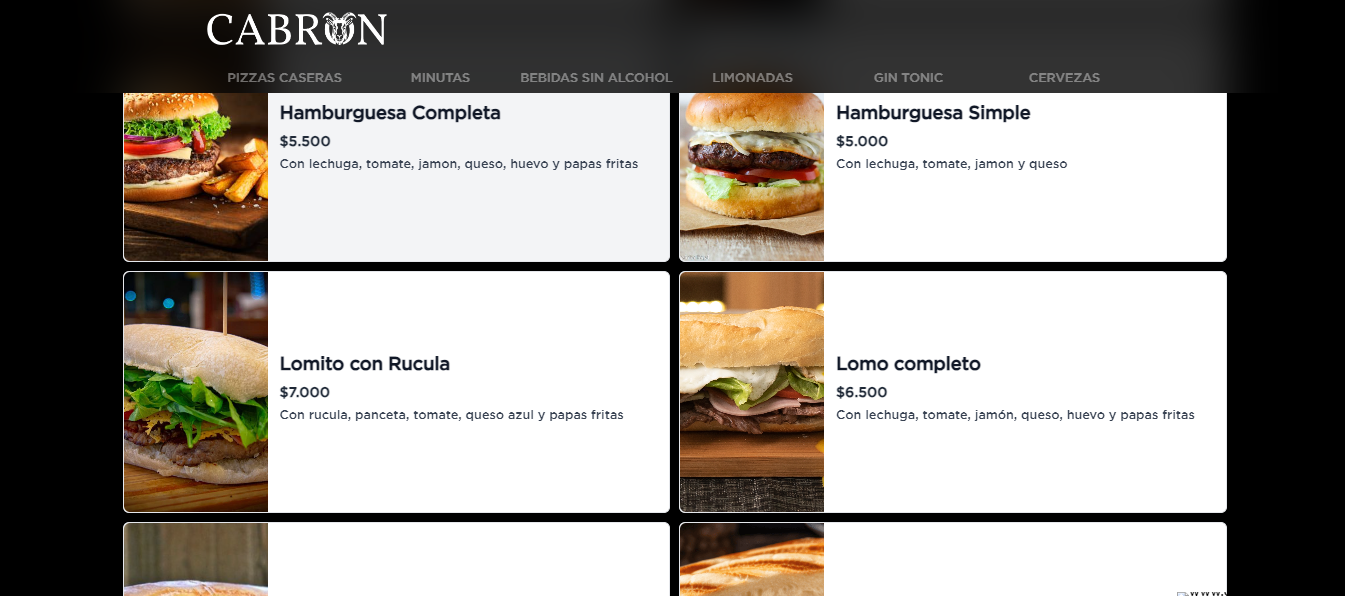 CABRON
PIZZAS CASERAS MINUTAS BEBIDAS SIN ALCOHOL LIMONADAS GIN TONIC CERVEZAS
Hamburguesa Completa
$5.500
Con lechuga, tomate, jamon, queso, huevo y papas fritas
Hamburguesa Simple
$5.000
Con lechuga, tomate, jamon y queso
Lomito con Rucula
$7.000
Con rucula, panceta, tomate, queso azul y papas fritas
Lomo completo
$6.500
Con lechuga, tomate, jamón, queso, huevo y papas fritas